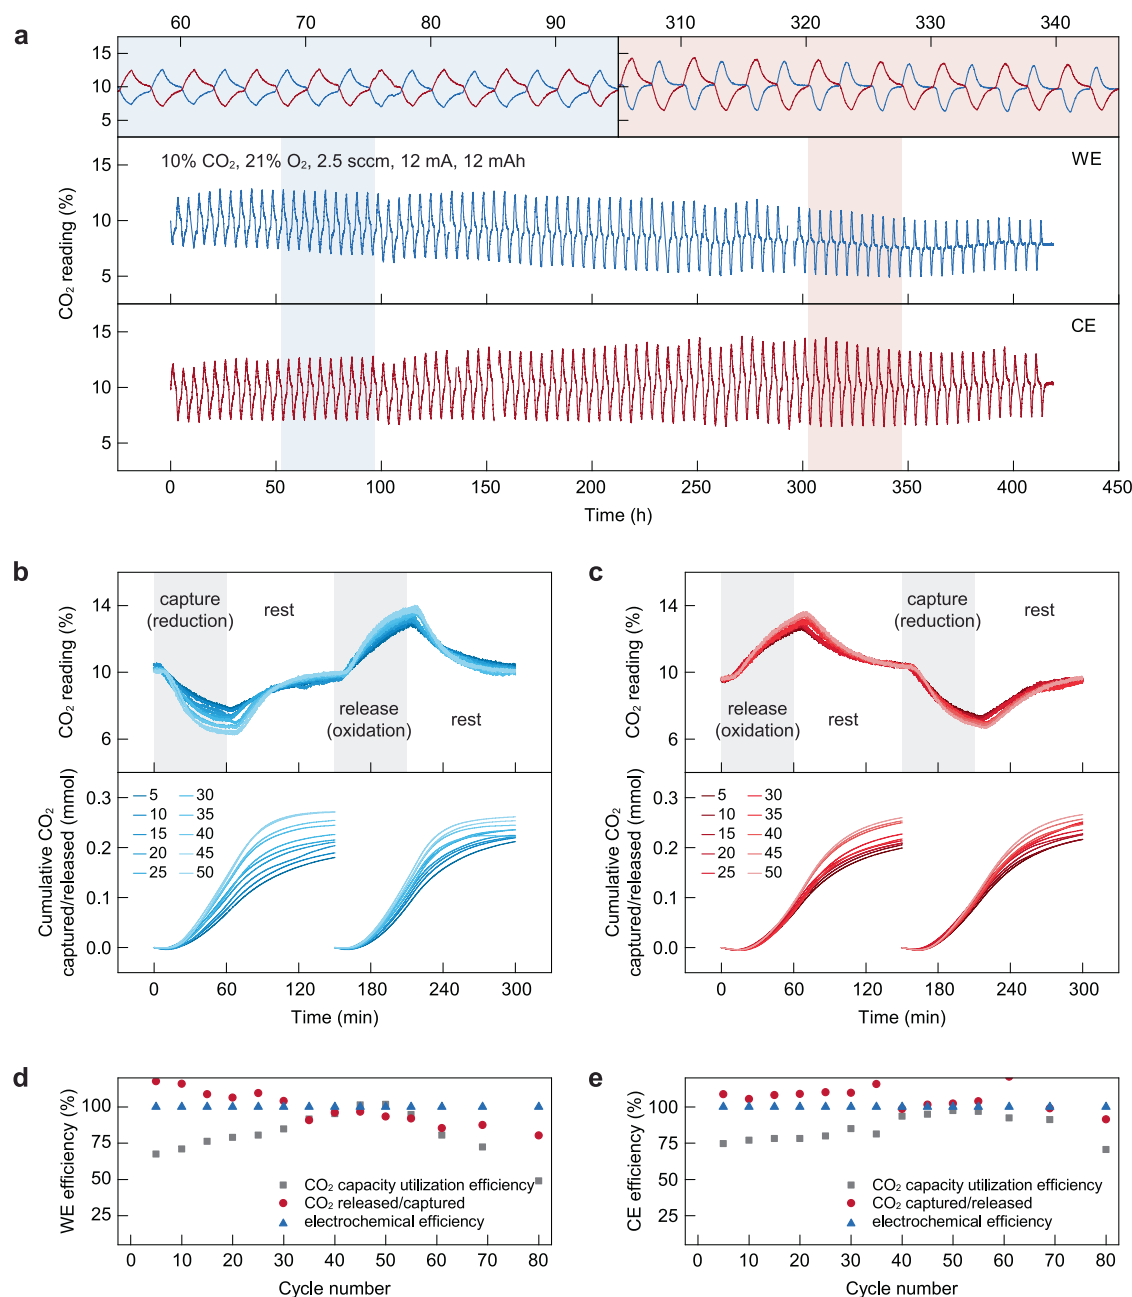 a
60 70 80 90 310 320 330 340
15
10
5
10% CO₂, 21% O₂, 2.5 sccm, 12 mA, 12 mAh
WE
15
10
5
CO₂ reading (%)
CE
15
10
5
0 50 100 150 200 250 300 350 400 450
Time (h)
b
14
10
6
CO₂ reading (%)
capture
(reduction)
rest
release
(oxidation)
rest
0.3
0.2
0.1
0.0
Cumulative CO₂
captured/released (mmol)
5 30
10 35
15 40
20 45
25 50
0 60 120 180 240 300
Time (min)
c
14
10
6
CO₂ reading (%)
capture
(reduction)
rest
release
(oxidation)
rest
0.3
0.2
0.1
0.0
Cumulative CO₂
captured/released (mmol)
5 30
10 35
15 40
20 45
25 50
0 60 120 180 240 300
Time (min)
d
100
75
50
25
WE efficiency (%)
CO₂ capacity utilization efficiency
CO₂ released/captured
electrochemical efficiency
0 10 20 30 40 50 60 70 80
Cycle number
e
100
75
50
25
CE efficiency (%)
CO₂ capacity utilization efficiency
CO₂ captured/released
electrochemical efficiency
0 10 20 30 40 50 60 70 80
Cycle number